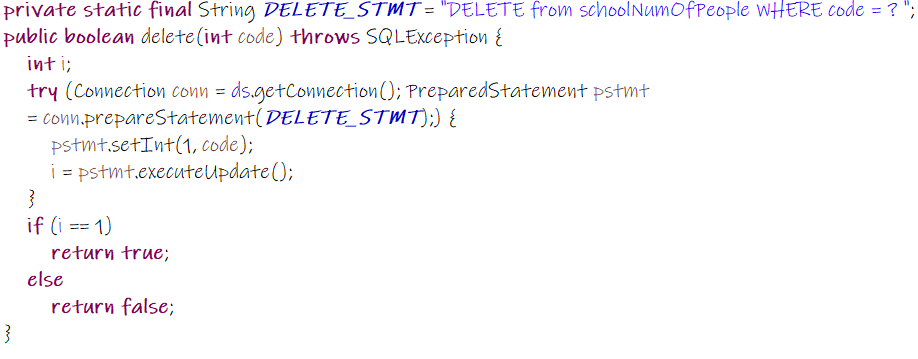 private static final String DELETE_STMT = "DELETE from schoolNumOfPeople WHERE code = ? ";
public boolean delete(int code) throws SQLException {
int i;
try (Connection conn = ds.getConnection(); PreparedStatement pstmt
= conn.prepareStatement(DELETE_STMT);) {
pstmt.setInt(1, code);
i = pstmt.executeUpdate();
}
if (i == 1)
return true;
else
return false;
}